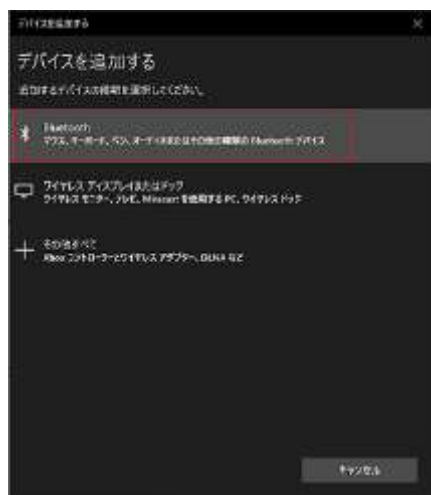 デバイスを追加する
デバイスを追加する
追加するデバイスの種類を選択してください。
Bluetooth
マウス、キーボード、ペン、オーディオまたはその他の種類の Bluetooth デバイス
ワイヤレス ディスプレイまたはドック
ワイヤレス モニター、テレビ、Miracast を使用する PC、ワイヤレス ドック
その他すべて
Xbox コントローラーとワイヤレス アダプター、DLNA など
キャンセル